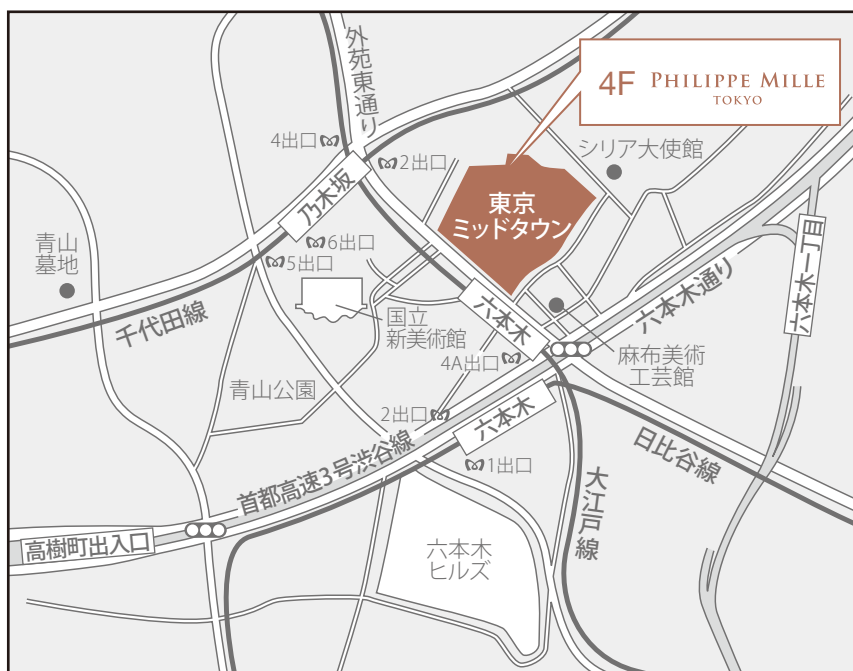 外苑東通り
4F PHILIPPE MILLE
TOKYO
4出口
2出口
シリア大使館
乃木坂
東京
ミッドタウン
6出口
5出口
青山
墓地
千代田線
国立
新美術館
六本木
六本木通り
六本木一丁目
4A出口
麻布美術
工芸館
青山公園
2出口
六本木
1出口
首都高速3号渋谷線
日比谷線
大江戸線
高樹町出入口
六本木
ヒルズ